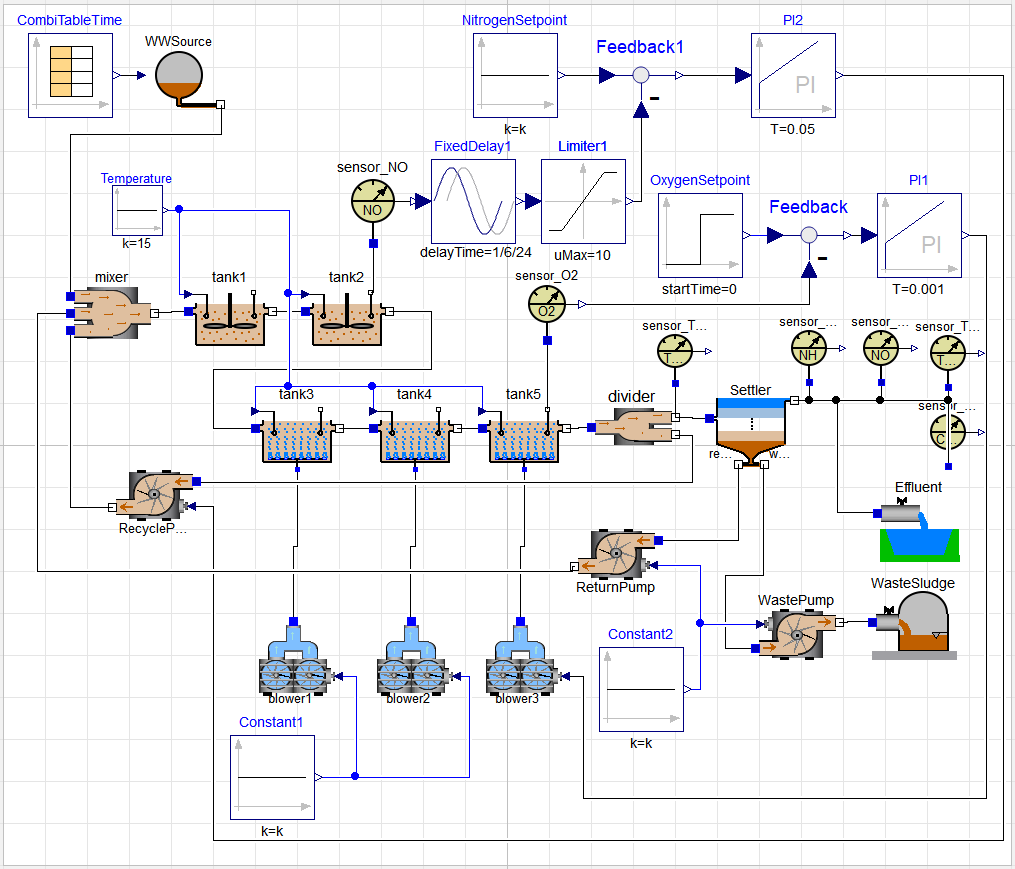 CombiTableTime
WWSource
NitrogenSetpoint
k=k
Feedback1
PI2
PI
T=0.05
Temperature
k=15
sensor_NO
NO
FixedDelay1
delayTime=1/6/24
Limiter1
uMax=10
OxygenSetpoint
startTime=0
Feedback
PI1
PI
T=0.001
mixer
tank1
tank2
sensor_O2
O2
sensor_T...
T...
sensor_...
NH
sensor_...
NO
sensor_T...
T...
sensor_...
C...
tank3
tank4
tank5
divider
Settler
re...
w...
RecycleP...
ReturnPump
Effluent
WastePump
WasteSludge
blower1
blower2
blower3
Constant1
k=k
Constant2
k=k